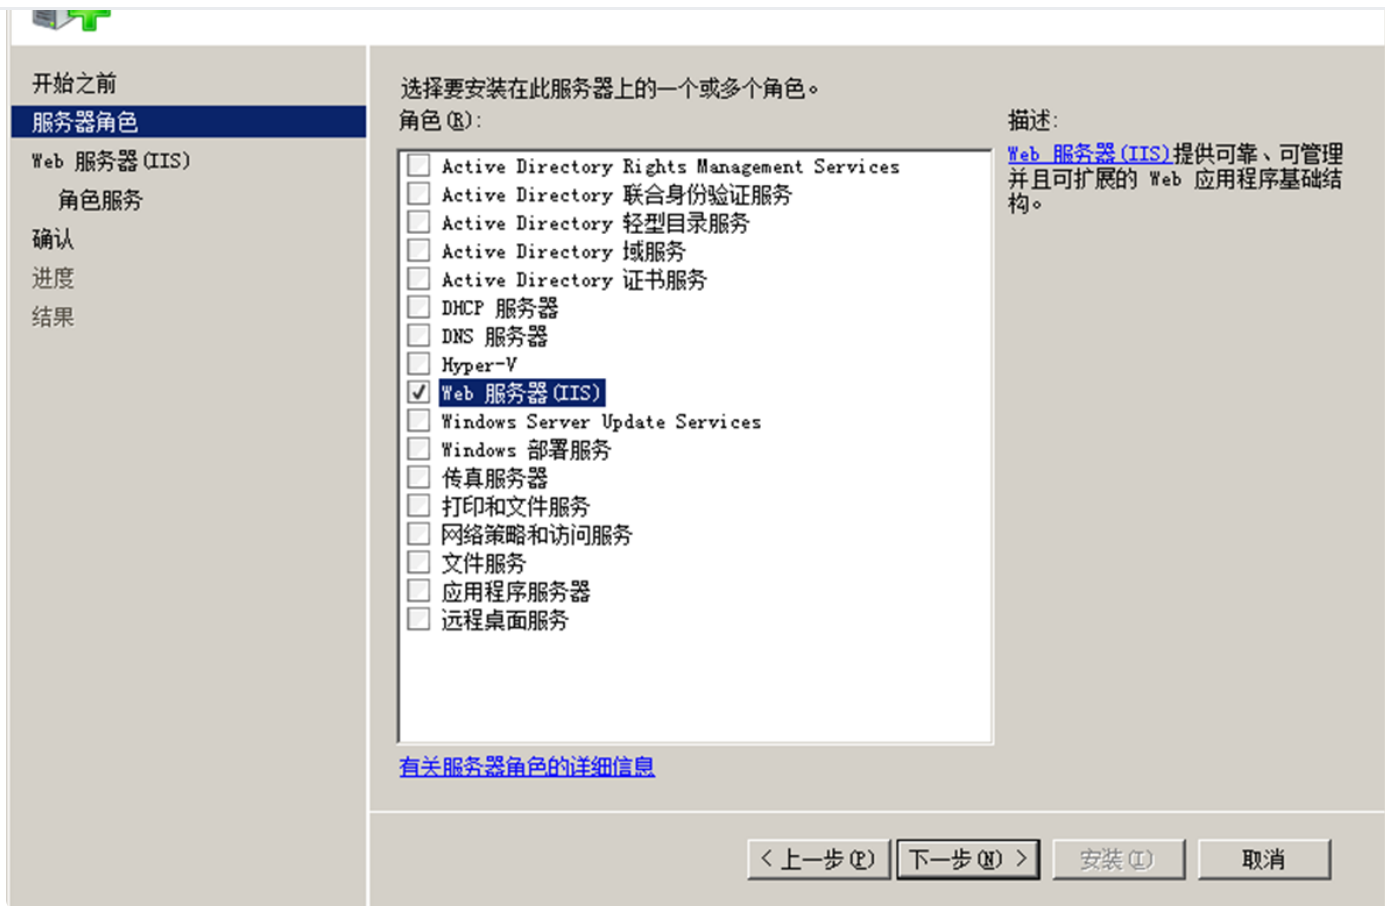 开始之前
服务器角色
Web 服务器(IIS)
角色服务
确认
进度
结果
选择要安装在此服务器上的一个或多个角色。
角色(R):
Active Directory Rights Management Services
Active Directory 联合身份验证服务
Active Directory 轻型目录服务
Active Directory 域服务
Active Directory 证书服务
DHCP 服务器
DNS 服务器
Hyper-V
Web 服务器(IIS)
Windows Server Update Services
Windows 部署服务
传真服务器
打印和文件服务
网络策略和访问服务
文件服务
应用程序服务器
远程桌面服务
有关服务器角色的详细信息
描述:
Web 服务器(IIS)提供可靠、可管理
并且可扩展的 Web 应用程序基础结
构。
< 上一步(P)
下一步(N) >
安装(I)
取消